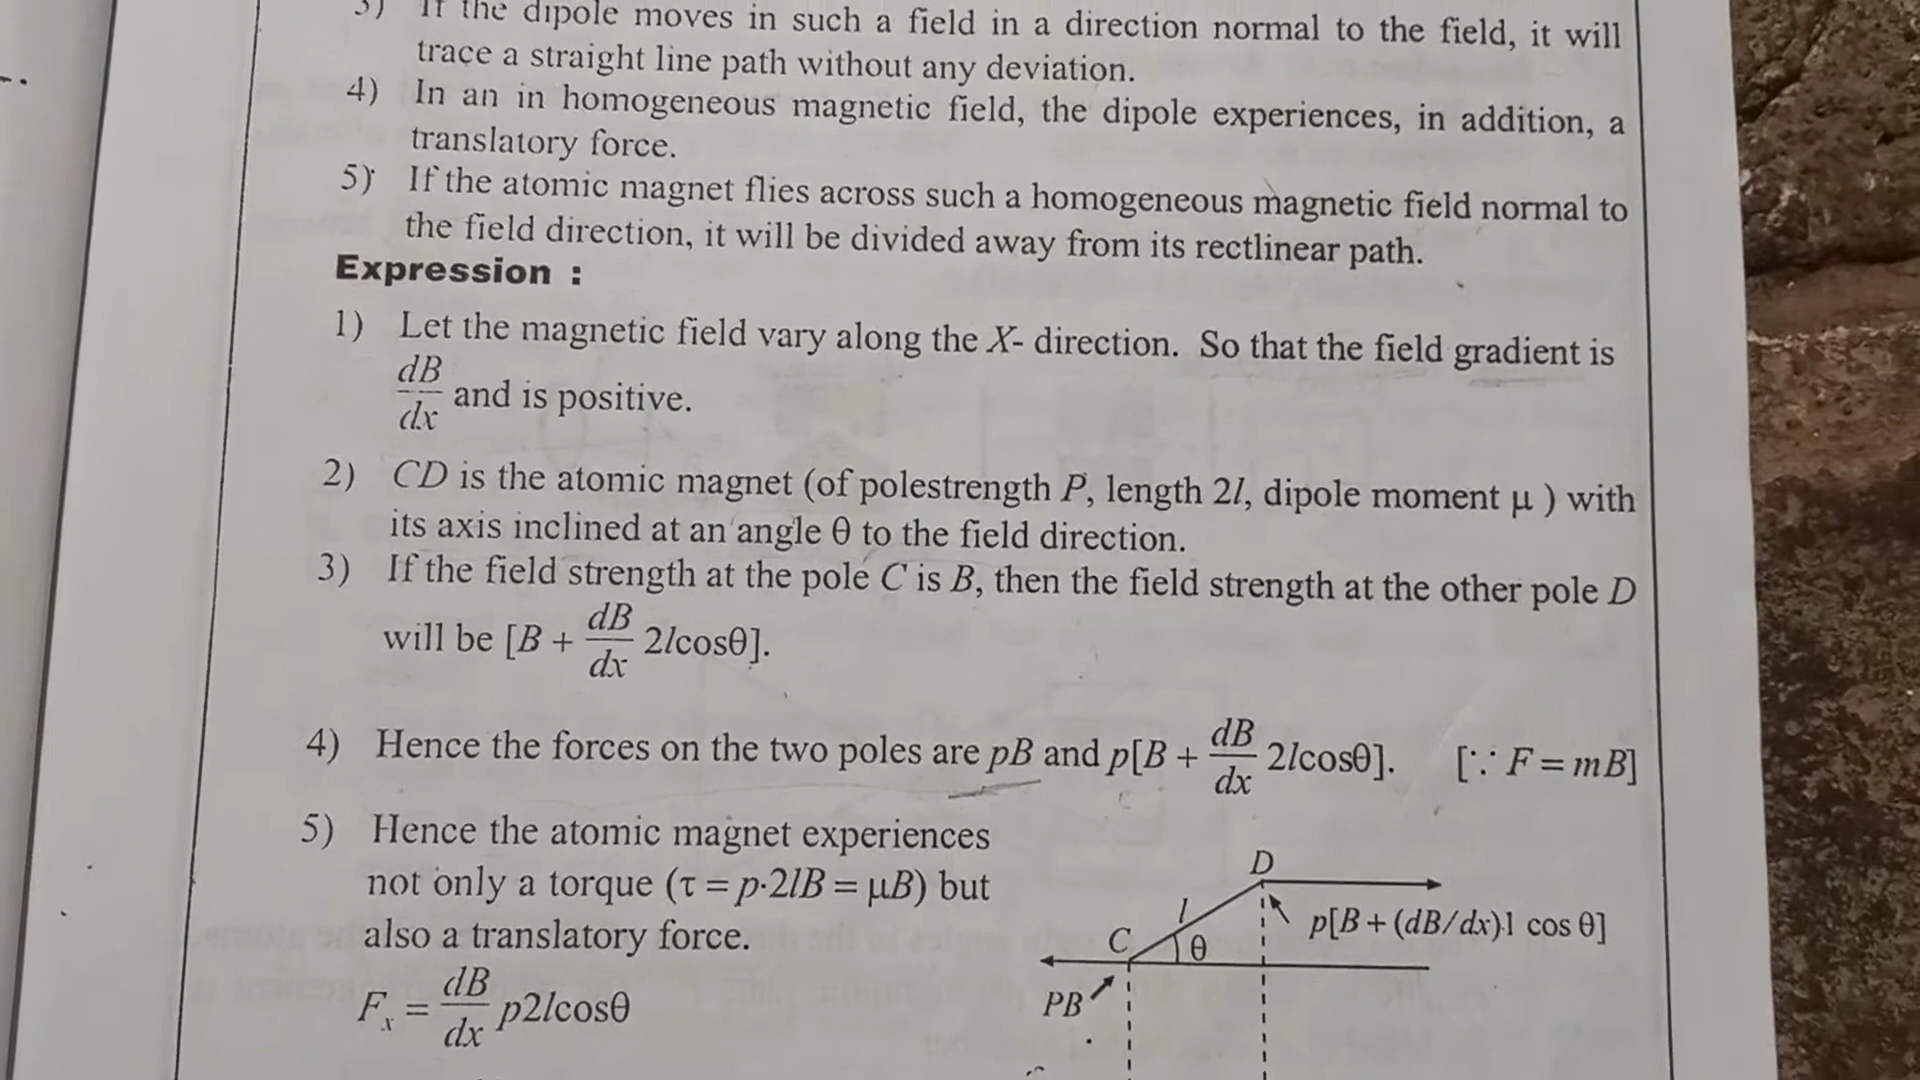 3) If the dipole moves in such a field in a direction normal to the field, it will
trace a straight line path without any deviation.
4) In an in homogeneous magnetic field, the dipole experiences, in addition, a
translatory force.
5) If the atomic magnet flies across such a homogeneous magnetic field normal to
the field direction, it will be divided away from its rectlinear path.
Expression :
1) Let the magnetic field vary along the X- direction. So that the field gradient is
dB/dx and is positive.
2) CD is the atomic magnet (of polestrength P, length 2l, dipole moment μ ) with
its axis inclined at an angle θ to the field direction.
3) If the field strength at the pole C is B, then the field strength at the other pole D
will be [B + dB/dx 2lcosθ].
4) Hence the forces on the two poles are pB and p[B + dB/dx 2lcosθ]. [∵ F = mB]
5) Hence the atomic magnet experiences
not only a torque (τ = p·2lB = μB) but
also a translatory force.
F_x = dB/dx p2lcosθ
D
l
p[B + (dB/dx)l cos θ]
C
θ
PB